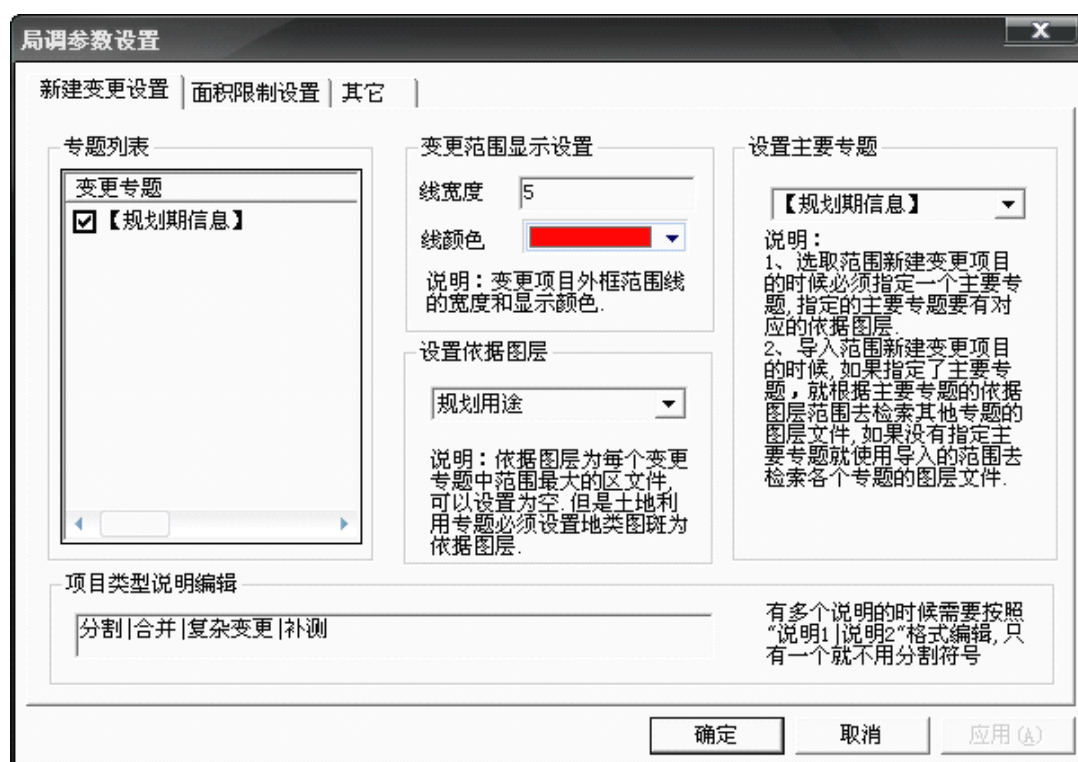 局调参数设置
新建变更设置
面积限制设置
其它
专题列表
变更专题
【规划期信息】
变更范围显示设置
线宽度
5
线颜色
说明：变更项目外框范围线
的宽度和显示颜色.
设置依据图层
规划用途
说明：依据图层为每个变更
专题中范围最大的区文件,
可以设置为空.但是土地利
用专题必须设置地类图斑为
依据图层.
设置主要专题
【规划期信息】
说明：
1、选取范围新建变更项目
的时候必须指定一个主要专
题,指定的主要专题要有对
应的依据图层.
2、导入范围新建变更项目
的时候,如果指定了主要专
题，就根据主要专题的依据
图层范围去检索其他专题的
图层文件,如果没有指定主
要专题就使用导入的范围去
检索各个专题的图层文件.
项目类型说明编辑
分割|合并|复杂变更|补测
有多个说明的时候需要按照
“说明1|说明2”格式编辑,只
有一个就不用分割符号
确定
取消
应用(A)